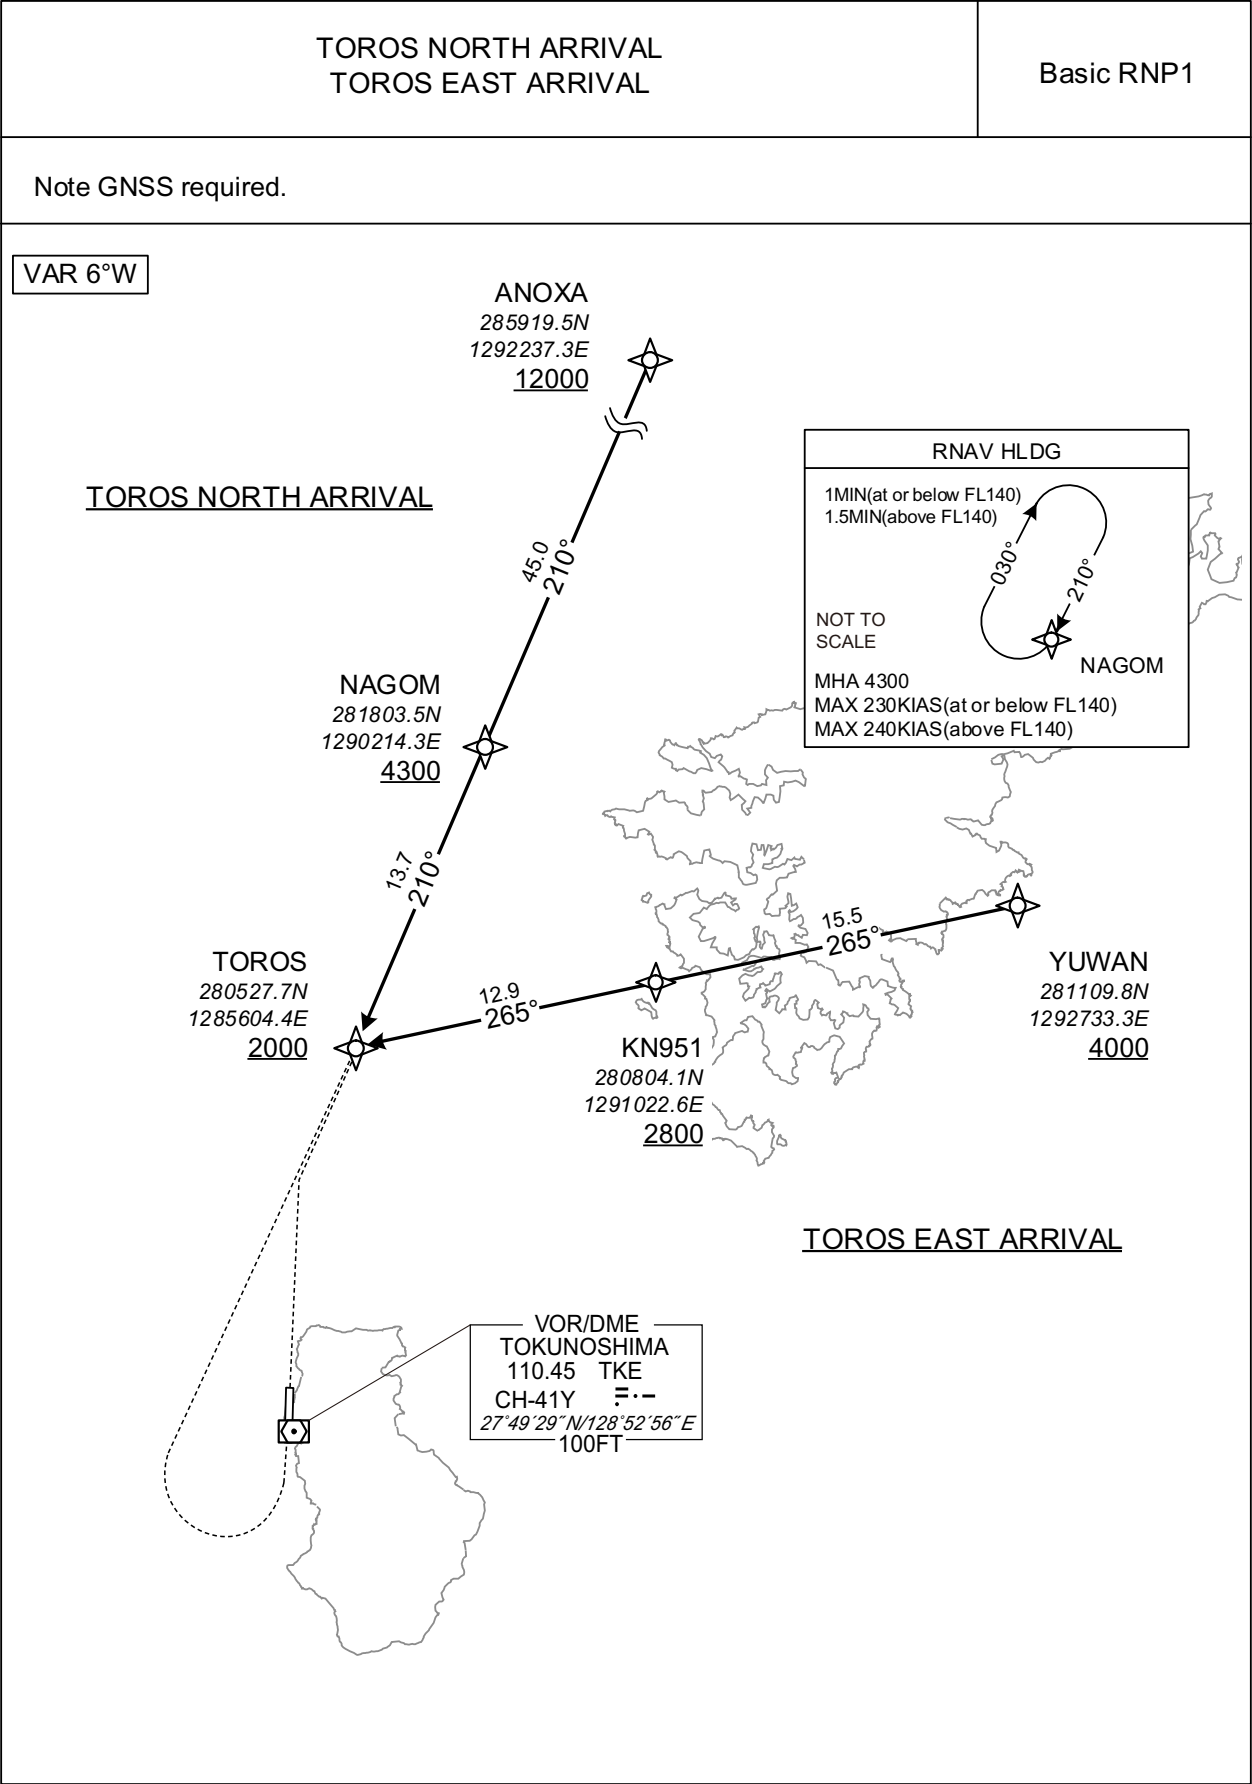 TOROS NORTH ARRIVAL
TOROS EAST ARRIVAL
Basic RNP1
Note GNSS required.
VAR 6°W
ANOXA
285919.5N
1292237.3E
12000
TOROS NORTH ARRIVAL
RNAV HLDG
1MIN(at or below FL140)
1.5MIN(above FL140)
030°
210°
NOT TO
SCALE
NAGOM
MHA 4300
MAX 230KIAS(at or below FL140)
MAX 240KIAS(above FL140)
45.0
210°
NAGOM
281803.5N
1290214.3E
4300
13.7
210°
TOROS
280527.7N
1285604.4E
2000
12.9
265°
15.5
265°
YUWAN
281109.8N
1292733.3E
4000
KN951
280804.1N
1291022.6E
2800
TOROS EAST ARRIVAL
VOR/DME
TOKUNOSHIMA
110.45 TKE
CH-41Y
27°49′29″N/128°52′56″E
100FT